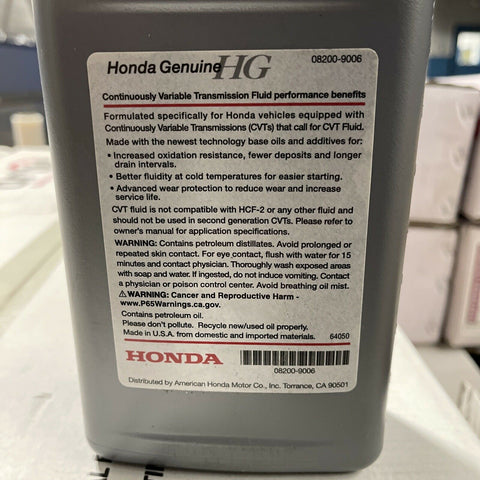 Honda Genuine HG 08200-9006
Continuously Variable Transmission Fluid performance benefits
Formulated specifically for Honda vehicles equipped with
Continuously Variable Transmissions (CVTs) that call for CVT Fluid.
Made with the newest technology base oils and additives for:
• Increased oxidation resistance, fewer deposits and longer
drain intervals.
• Better fluidity at cold temperatures for easier starting.
• Advanced wear protection to reduce wear and increase
service life.
CVT fluid is not compatible with HCF-2 or any other fluid and
should not be used in second generation CVTs. Please refer to
owner's manual for application specifications.
WARNING: Contains petroleum distillates. Avoid prolonged or
repeated skin contact. For eye contact, flush with water for 15
minutes and contact physician. Thoroughly wash exposed areas
with soap and water. If ingested, do not induce vomiting. Contact
a physician or poison control center. Avoid breathing oil mist.
⚠WARNING: Cancer and Reproductive Harm -
www.P65Warnings.ca.gov.
Contains petroleum oil.
Please don't pollute. Recycle new/used oil properly.
Made in U.S.A. from domestic and imported materials. 64050
HONDA
08200-9006
Distributed by American Honda Motor Co., Inc. Torrance, CA 90501